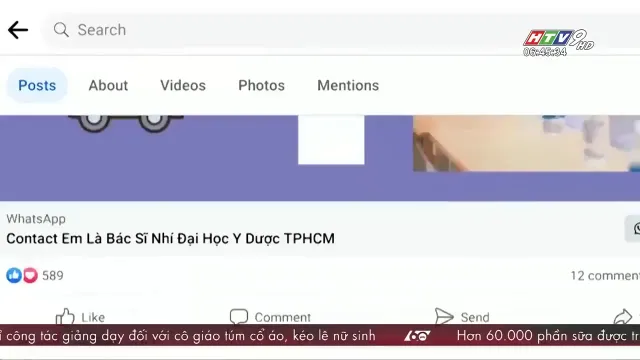 Search
HTV9 HD
06:45:34
Posts About Videos Photos Mentions
WhatsApp
Contact Em Là Bác Sĩ Nhí Đại Học Y Dược TPHCM
589
12 commen
Like Comment Send
công tác giảng dạy đối với cô giáo túm cổ áo, kéo lê nữ sinh
Hơn 60.000 phần sữa được tr